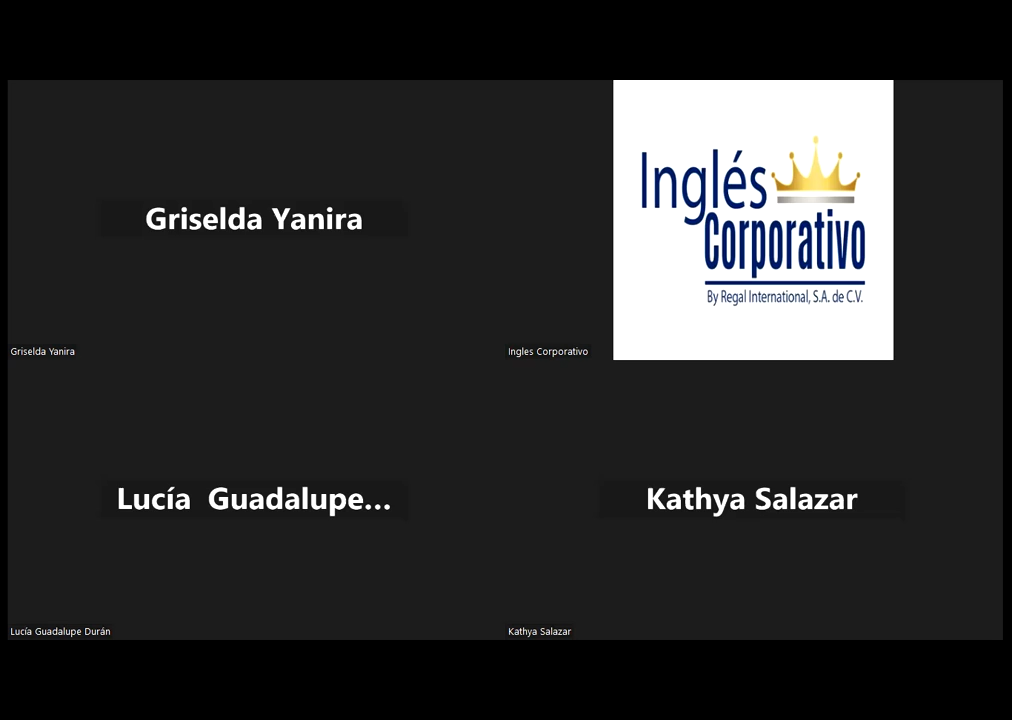 Griselda Yanira
Griselda Yanira
Inglés
Corporativo
By Regal International, S.A. de C.V.
Ingles Corporativo
Lucía  Guadalupe...
Lucía Guadalupe Durán
Kathya Salazar
Kathya Salazar